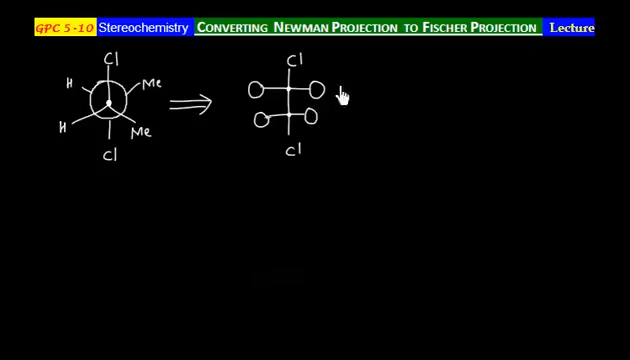 GPC 5-10 Stereochemistry CONVERTING NEWMAN PROJECTION TO FISCHER PROJECTION Lecture
Cl Cl
H Me
H Me
Cl Cl